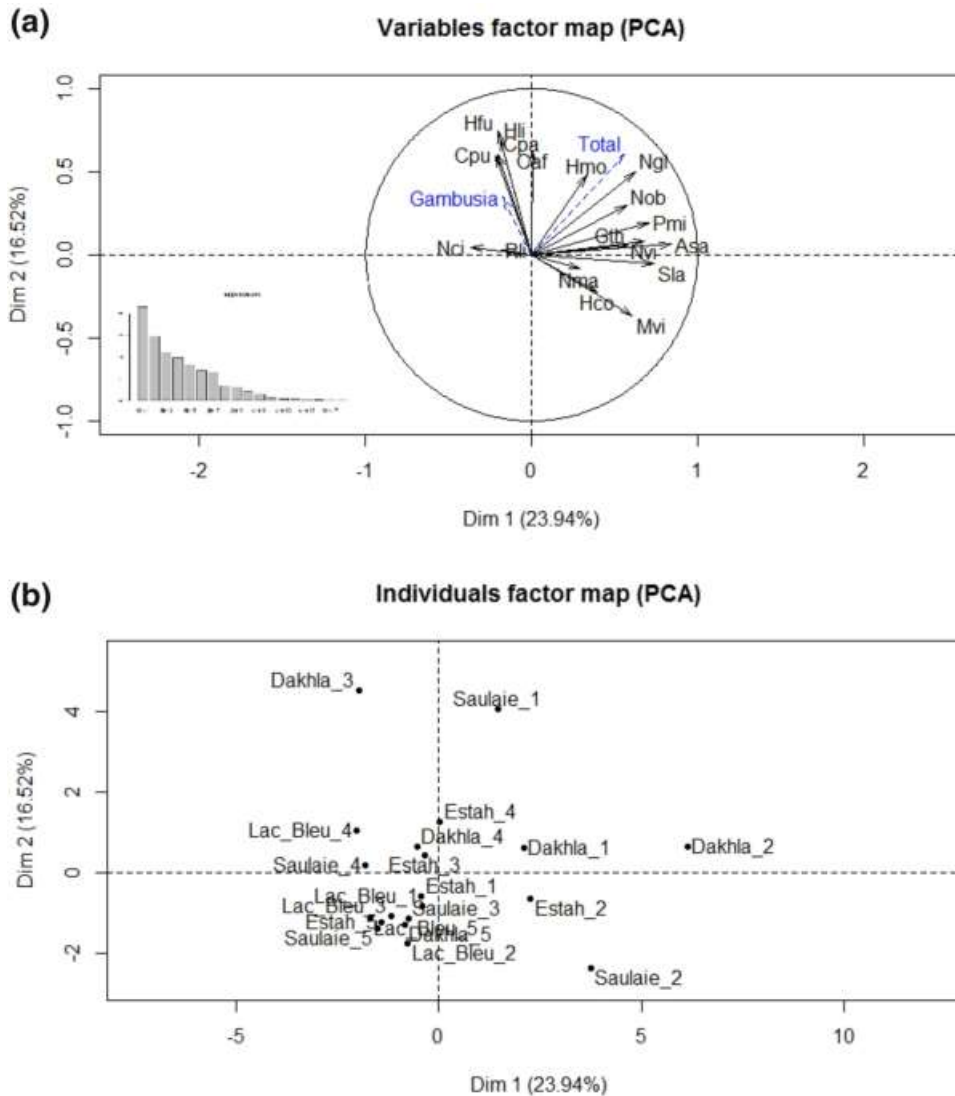 (a)
Variables factor map (PCA)
Dim 2 (16.52%)
1.0
0.5
0.0
-0.5
-1.0
Hfu
Hli
Cpa
Cpu
Caf
Total
Hmo
Ngl
Gambusia
Nob
Pmi
Gth
Nci
Asa
Nvi
Sla
Nma
Hco
Mvi
-2
-1
0
1
2
Dim 1 (23.94%)
(b)
Individuals factor map (PCA)
Dim 2 (16.52%)
4
2
0
-2
Dakhla_3
Saulaie_1
Estah_4
Lac_Bleu_4
Dakhla_4
Dakhla_1
Dakhla_2
Saulaie_4
Estah_3
Estah_1
Lac_Bleu_1
Lac_Bleu_3
Saulaie_3
Estah_2
Lac_Bleu_5
Saulaie_5
Dakhla_5
Lac_Bleu_2
Saulaie_2
-5
0
5
10
Dim 1 (23.94%)